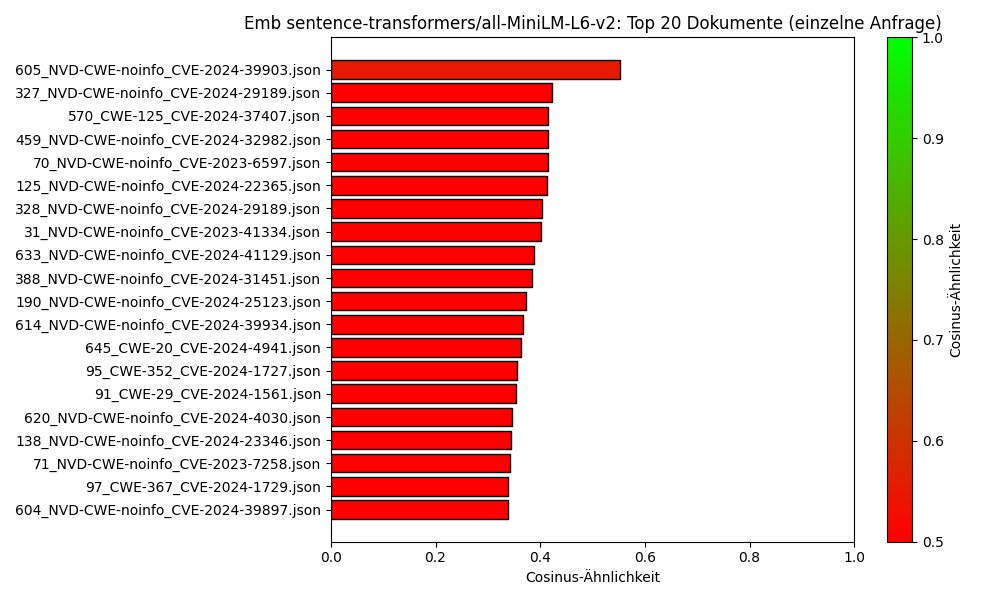 Emb sentence-transformers/all-MiniLM-L6-v2: Top 20 Dokumente (einzelne Anfrage)
605_NVD-CWE-noinfo_CVE-2024-39903.json
327_NVD-CWE-noinfo_CVE-2024-29189.json
570_CWE-125_CVE-2024-37407.json
459_NVD-CWE-noinfo_CVE-2024-32982.json
70_NVD-CWE-noinfo_CVE-2023-6597.json
125_NVD-CWE-noinfo_CVE-2024-22365.json
328_NVD-CWE-noinfo_CVE-2024-29189.json
31_NVD-CWE-noinfo_CVE-2023-41334.json
633_NVD-CWE-noinfo_CVE-2024-41129.json
388_NVD-CWE-noinfo_CVE-2024-31451.json
190_NVD-CWE-noinfo_CVE-2024-25123.json
614_NVD-CWE-noinfo_CVE-2024-39934.json
645_CWE-20_CVE-2024-4941.json
95_CWE-352_CVE-2024-1727.json
91_CWE-29_CVE-2024-1561.json
620_NVD-CWE-noinfo_CVE-2024-4030.json
138_NVD-CWE-noinfo_CVE-2024-23346.json
71_NVD-CWE-noinfo_CVE-2023-7258.json
97_CWE-367_CVE-2024-1729.json
604_NVD-CWE-noinfo_CVE-2024-39897.json
0.0 0.2 0.4 0.6 0.8 1.0
Cosinus-Ähnlichkeit
1.0
0.9
0.8
0.7
0.6
0.5
Cosinus-Ähnlichkeit